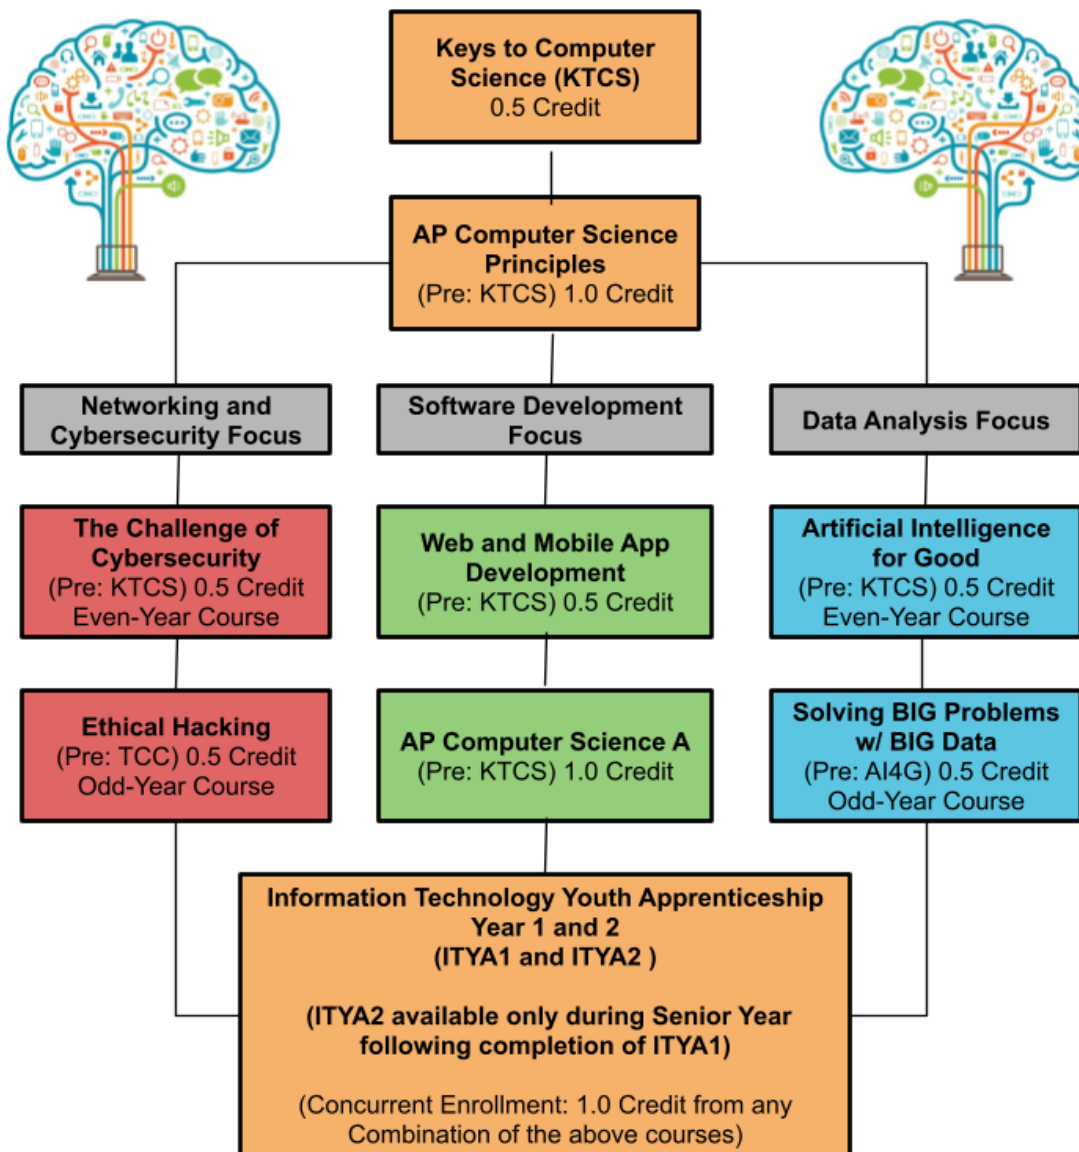 Keys to Computer
Science (KTCS)
0.5 Credit
AP Computer Science
Principles
(Pre: KTCS) 1.0 Credit
Networking and
Cybersecurity Focus
Software Development
Focus
Data Analysis Focus
The Challenge of
Cybersecurity
(Pre: KTCS) 0.5 Credit
Even-Year Course
Web and Mobile App
Development
(Pre: KTCS) 0.5 Credit
Artificial Intelligence
for Good
(Pre: KTCS) 0.5 Credit
Even-Year Course
Ethical Hacking
(Pre: TCC) 0.5 Credit
Odd-Year Course
AP Computer Science A
(Pre: KTCS) 1.0 Credit
Solving BIG Problems
w/ BIG Data
(Pre: AI4G) 0.5 Credit
Odd-Year Course
Information Technology Youth Apprenticeship
Year 1 and 2
(ITYA1 and ITYA2 )
(ITYA2 available only during Senior Year
following completion of ITYA1)
(Concurrent Enrollment: 1.0 Credit from any
Combination of the above courses)